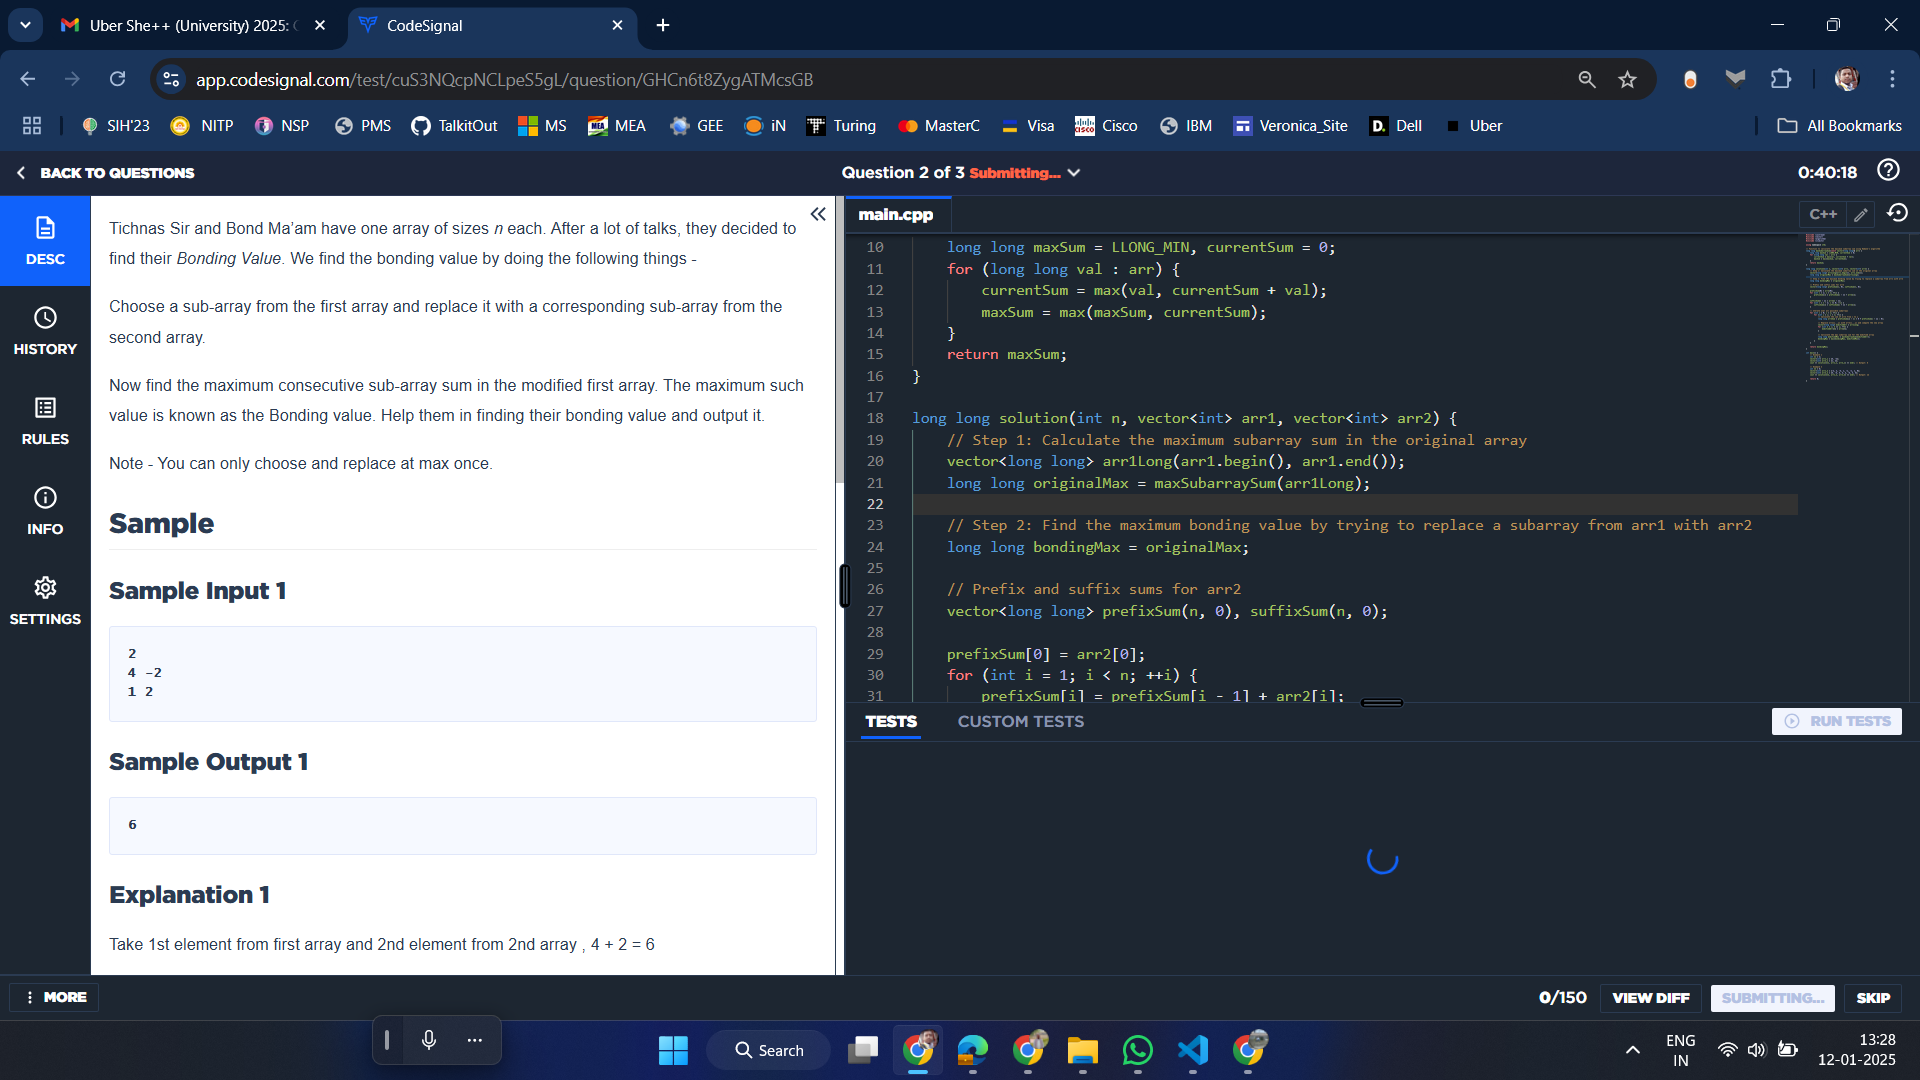 Uber She++ (University) 2025:
CodeSignal
app.codesignal.com/test/cuS3NQcpNCLpeS5gL/question/GHCn6t8ZygATMcsGB
SIH'23 NITP NSP PMS TalkitOut MS MEA GEE iN Turing MasterC Visa Cisco IBM Veronica_Site Dell Uber All Bookmarks
BACK TO QUESTIONS
Question 2 of 3 Submitting...
0:40:18
DESC
HISTORY
RULES
INFO
SETTINGS
Tichnas Sir and Bond Ma’am have one array of sizes n each. After a lot of talks, they decided to
find their Bonding Value. We find the bonding value by doing the following things -
Choose a sub-array from the first array and replace it with a corresponding sub-array from the
second array.
Now find the maximum consecutive sub-array sum in the modified first array. The maximum such
value is known as the Bonding value. Help them in finding their bonding value and output it.
Note - You can only choose and replace at max once.
Sample
Sample Input 1
2
4 -2
1 2
Sample Output 1
6
Explanation 1
Take 1st element from first array and 2nd element from 2nd array , 4 + 2 = 6
main.cpp
C++
10 long long maxSum = LLONG_MIN, currentSum = 0;
11 for (long long val : arr) {
12 currentSum = max(val, currentSum + val);
13 maxSum = max(maxSum, currentSum);
14 }
15 return maxSum;
16 }
17
18 long long solution(int n, vector<int> arr1, vector<int> arr2) {
19 // Step 1: Calculate the maximum subarray sum in the original array
20 vector<long long> arr1Long(arr1.begin(), arr1.end());
21 long long originalMax = maxSubarraySum(arr1Long);
22
23 // Step 2: Find the maximum bonding value by trying to replace a subarray from arr1 with arr2
24 long long bondingMax = originalMax;
25
26 // Prefix and suffix sums for arr2
27 vector<long long> prefixSum(n, 0), suffixSum(n, 0);
28
29 prefixSum[0] = arr2[0];
30 for (int i = 1; i < n; ++i) {
31 prefixSum[i] = prefixSum[i - 1] + arr2[i];
TESTS
CUSTOM TESTS
RUN TESTS
MORE
0/150
VIEW DIFF
SUBMITTING...
SKIP
Search
ENG
IN
13:28
12-01-2025